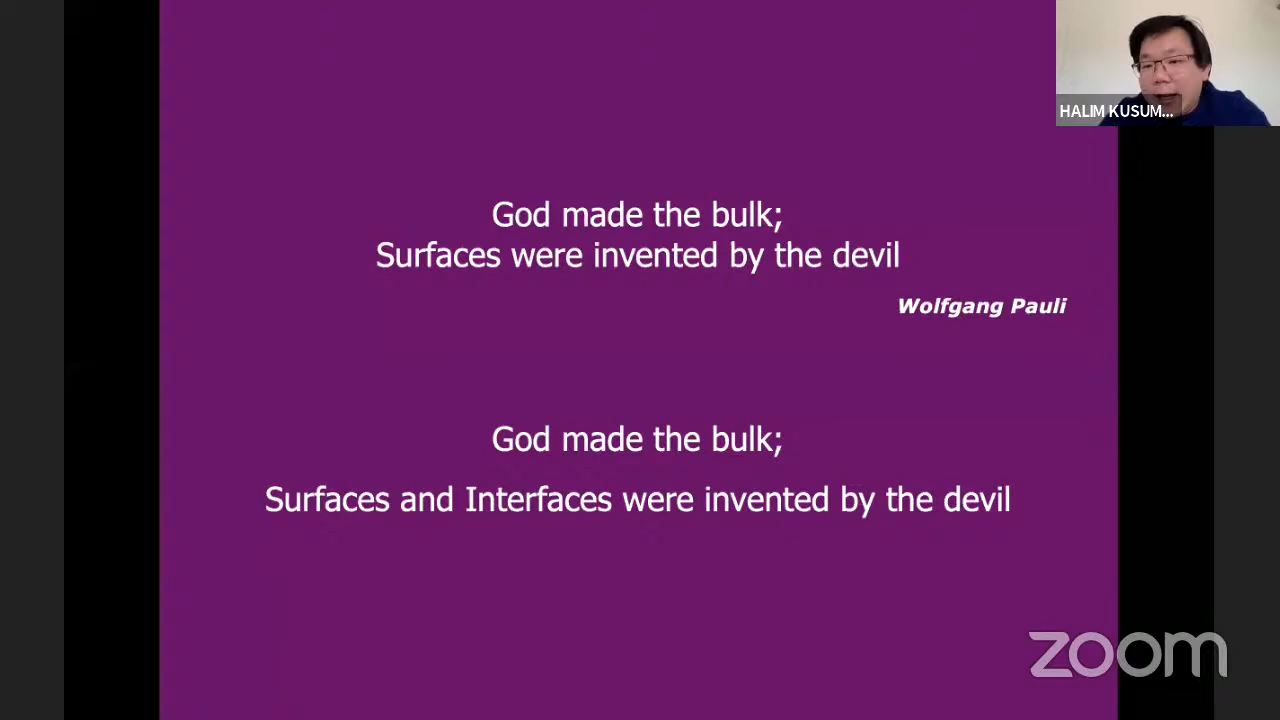 God made the bulk;
Surfaces were invented by the devil
Wolfgang Pauli
God made the bulk;
Surfaces and Interfaces were invented by the devil
HALIM KUSUM...
zoom